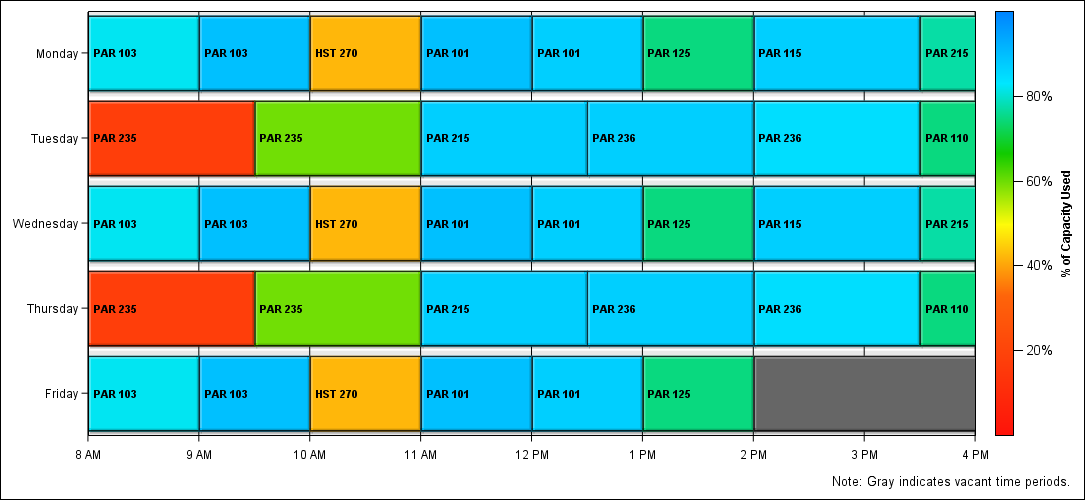 Monday
PAR 103 PAR 103 HST 270 PAR 101 PAR 101 PAR 125 PAR 115 PAR 215
Tuesday
PAR 235 PAR 235 PAR 215 PAR 236 PAR 236 PAR 110
Wednesday
PAR 103 PAR 103 HST 270 PAR 101 PAR 101 PAR 125 PAR 115 PAR 215
Thursday
PAR 235 PAR 235 PAR 215 PAR 236 PAR 236 PAR 110
Friday
PAR 103 PAR 103 HST 270 PAR 101 PAR 101 PAR 125
8 AM 9 AM 10 AM 11 AM 12 PM 1 PM 2 PM 3 PM 4 PM
80%
60%
40%
20%
% of Capacity Used
Note: Gray indicates vacant time periods.